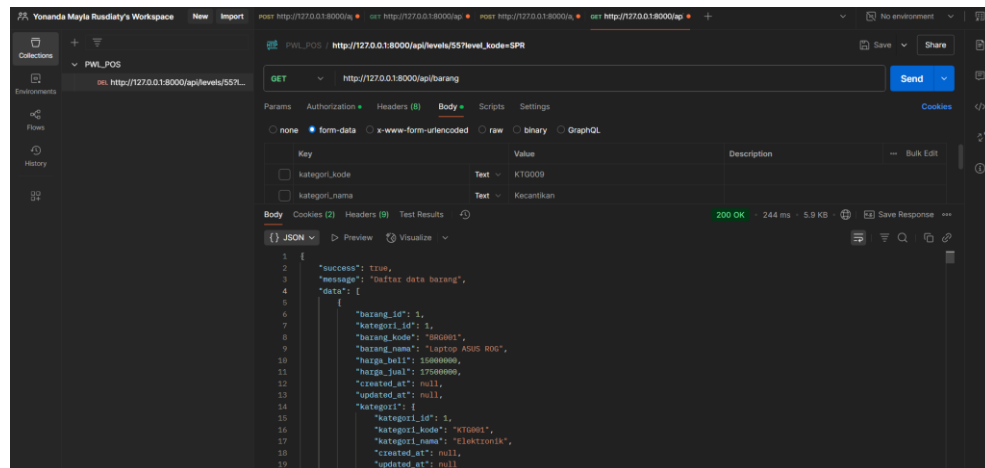 Yonanda Mayla Rusdiaty's Workspace New Import POST http://127.0.0.1:8000/a GET http://127.0.0.1:8000/ap POST http://127.0.0.1:8000/a, GET http://127.0.0.1:8000/ap No environment
Collections
Environments
Flows
History
PWL_POS
DEL http://127.0.0.1:8000/api/levels/55?l...
PWL_POS / http://127.0.0.1:8000/api/levels/55?level_kode=SPR Save Share
GET http://127.0.0.1:8000/api/barang Send
Params Authorization Headers (8) Body Scripts Settings Cookies
none form-data x-www-form-urlencoded raw binary GraphQL
Key Value Description Bulk Edit
kategori_kode Text KTG009
kategori_nama Text Kecantikan
Body Cookies (2) Headers (9) Test Results 200 OK 244 ms 5.9 KB Save Response
{} JSON Preview Visualize
1 {
2 "success": true,
3 "message": "Daftar data barang",
4 "data": [
5 {
6 "barang_id": 1,
7 "kategori_id": 1,
8 "barang_kode": "BRG001",
9 "barang_nama": "Laptop ASUS ROG",
10 "harga_beli": 15000000,
11 "harga_jual": 17500000,
12 "created_at": null,
13 "updated_at": null,
14 "kategori": {
15 "kategori_id": 1,
16 "kategori_kode": "KTG001",
17 "kategori_nama": "Elektronik",
18 "created_at": null,
19 "updated_at": null